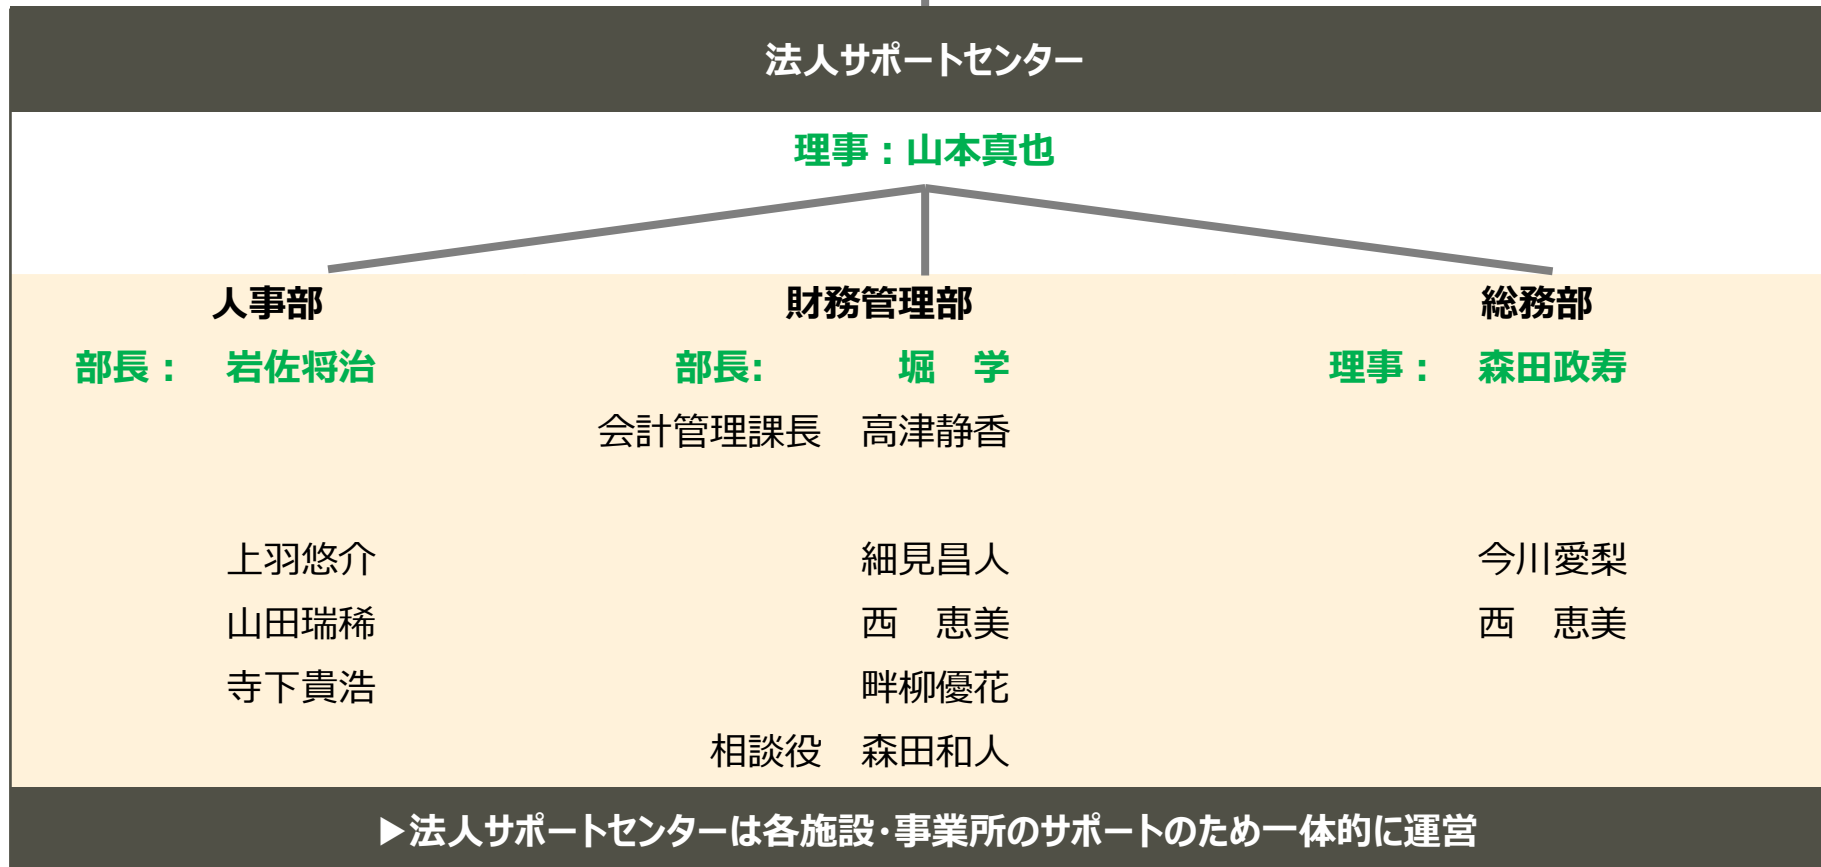 法人サポートセンター
理事：山本真也
人事部　財務管理部　総務部
部長：　岩佐将治　部長:　堀　学　理事：　森田政寿
会計管理課長　高津静香
上羽悠介　細見昌人　今川愛梨
山田瑞稀　西　恵美　西　恵美
寺下貴浩　畔柳優花
相談役　森田和人
▶法人サポートセンターは各施設・事業所のサポートのため一体的に運営